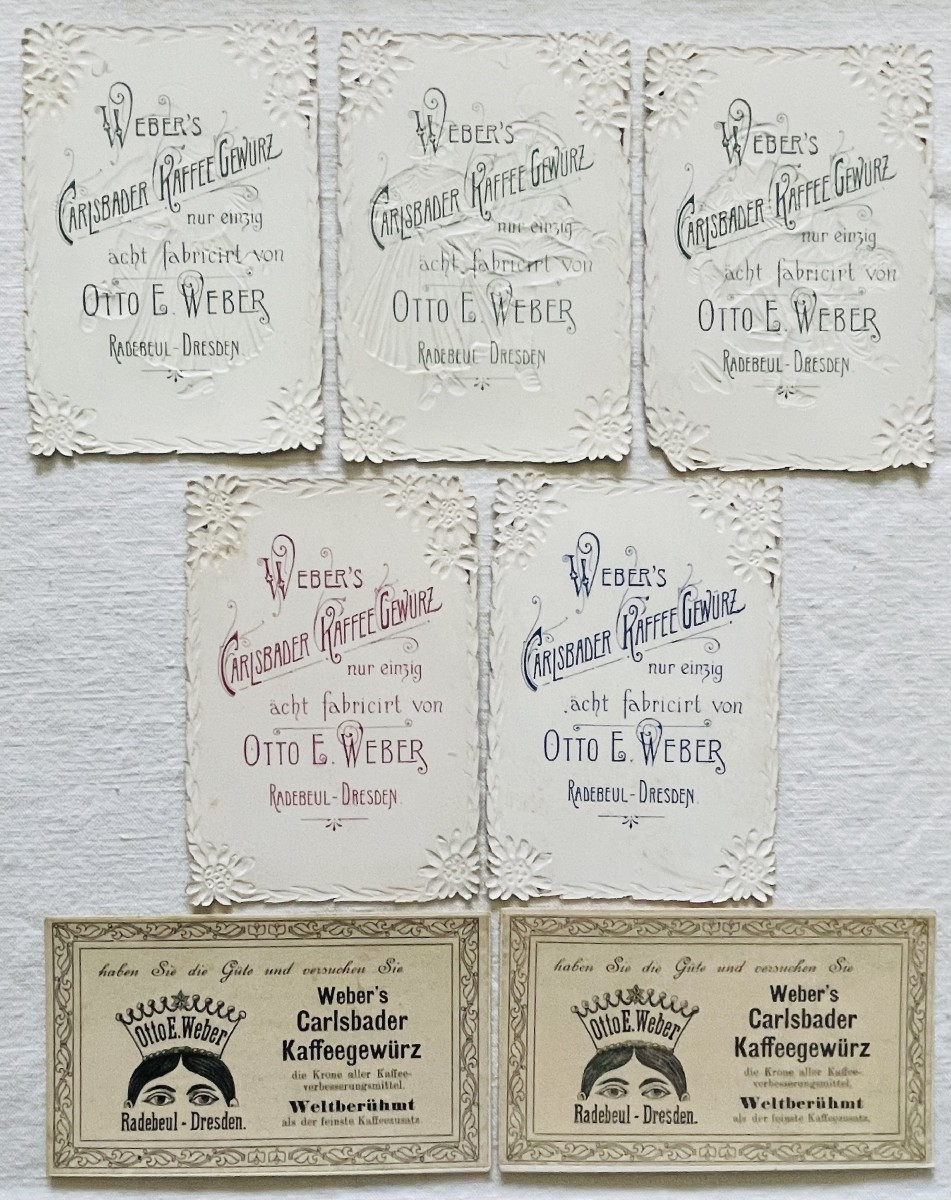 WEBER'S
CARLSBADER KAFFEE GEWÜRZ
nur einzig
ächt fabricirt von
OTTO E. WEBER
RADEBEUL-DRESDEN
WEBER'S
CARLSBADER KAFFEE GEWÜRZ
nur einzig
ächt fabricirt von
OTTO E. WEBER
RADEBEUL-DRESDEN
WEBER'S
CARLSBADER KAFFEE GEWÜRZ
nur einzig
ächt fabricirt von
OTTO E. WEBER
RADEBEUL-DRESDEN.
WEBER'S
CARLSBADER KAFFEE GEWÜRZ
nur einzig
ächt fabricirt von
OTTO E. WEBER
RADEBEUL-DRESDEN.
WEBER'S
CARLSBADER KAFFEE GEWÜRZ
nur einzig
ächt fabricirt von
OTTO E. WEBER
RADEBEUL-DRESDEN.
haben Sie die Güte und versuchen Sie
Otto E. Weber
Radebeul - Dresden.
Weber's
Carlsbader
Kaffeegewürz
die Krone aller Kaffee-
verbesserungsmittel.
Weltberühmt
als der feinste Kaffeezusatz.
haben Sie die Güte und versuchen Sie
Otto E. Weber
Radebeul - Dresden.
Weber's
Carlsbader
Kaffeegewürz
die Krone aller Kaffee-
verbesserungsmittel.
Weltberühmt
als der feinste Kaffeezusatz.